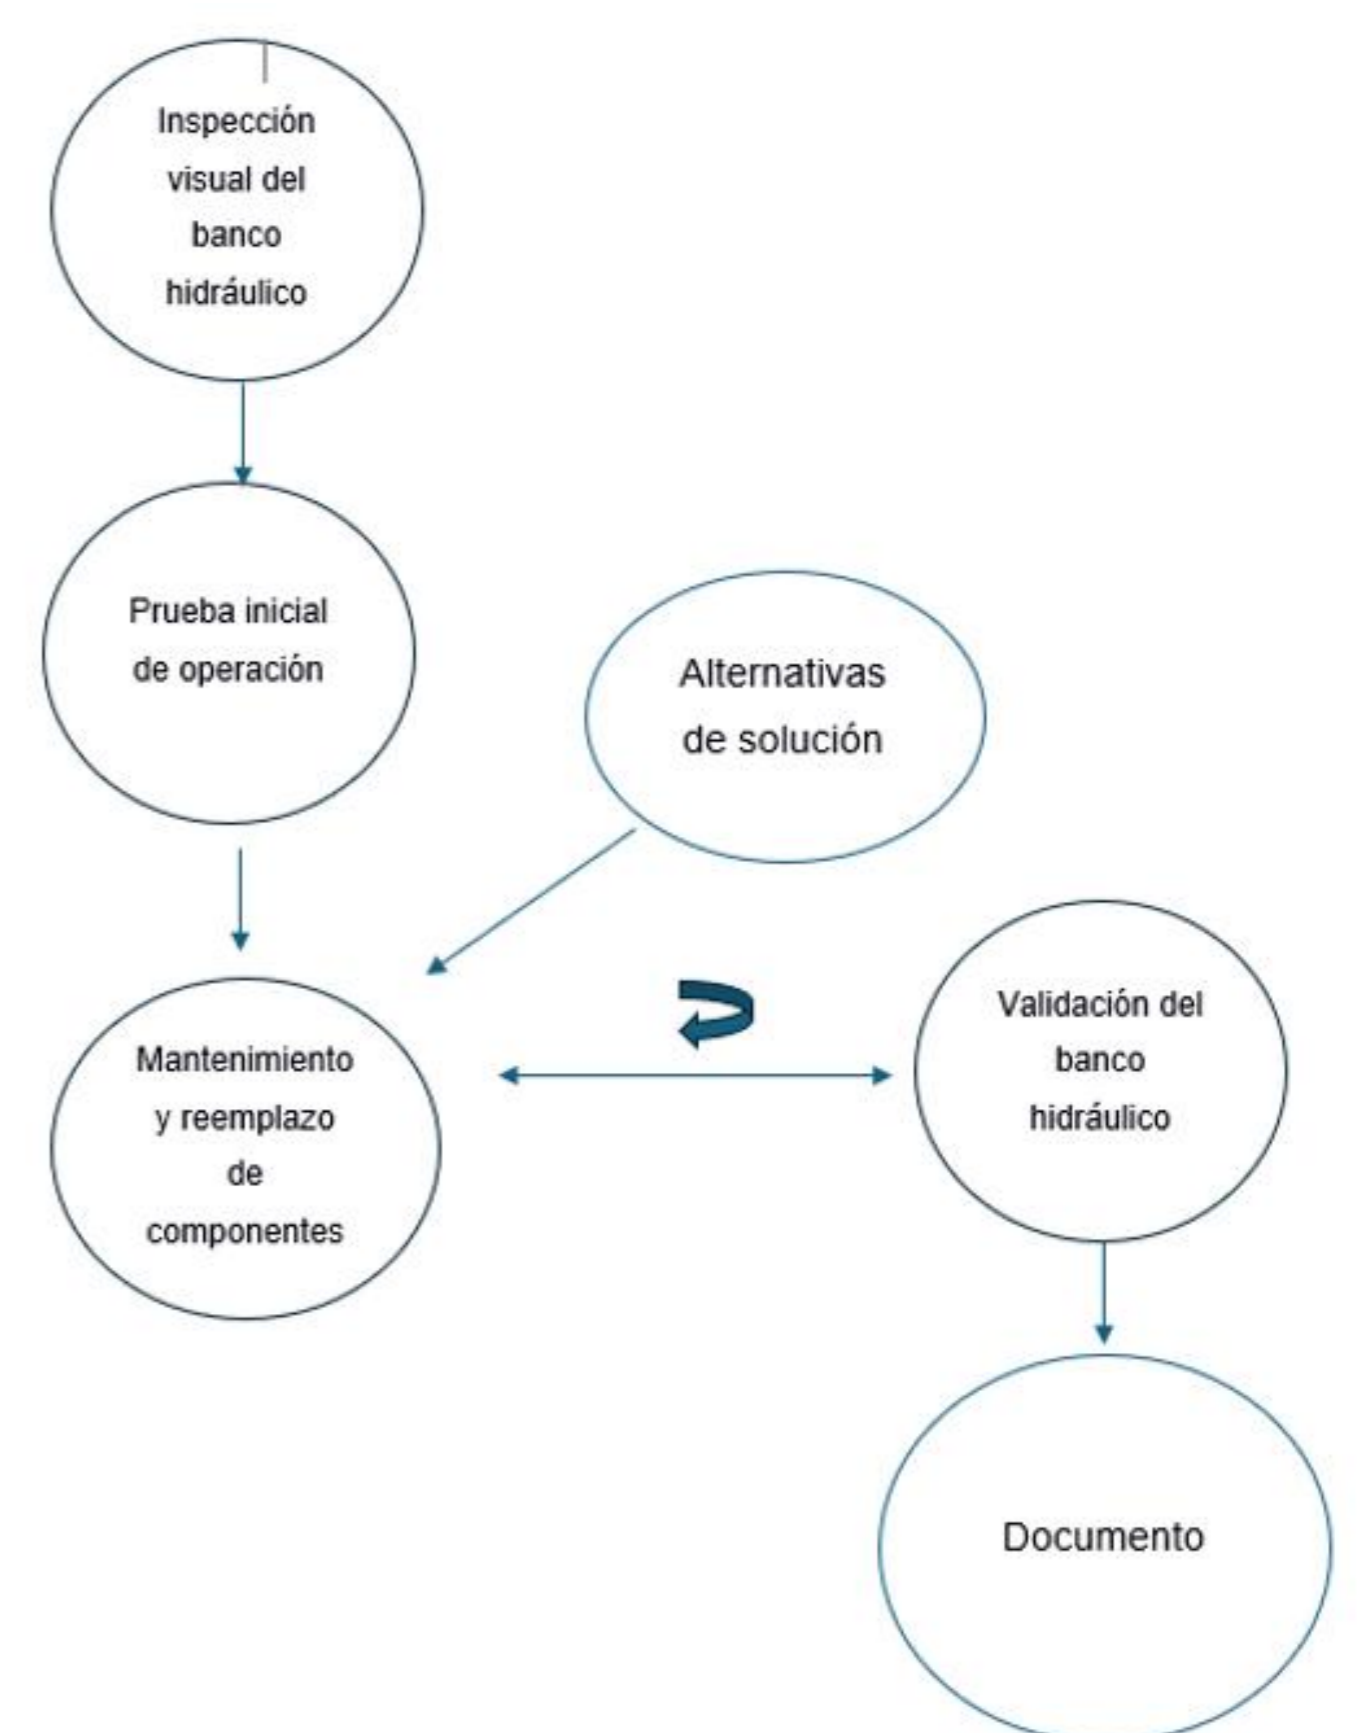 Inspección
visual del
banco
hidráulico
Prueba inicial
de operación
Alternativas
de solución
Mantenimiento
y reemplazo
de
componentes
Validación del
banco
hidráulico
Documento